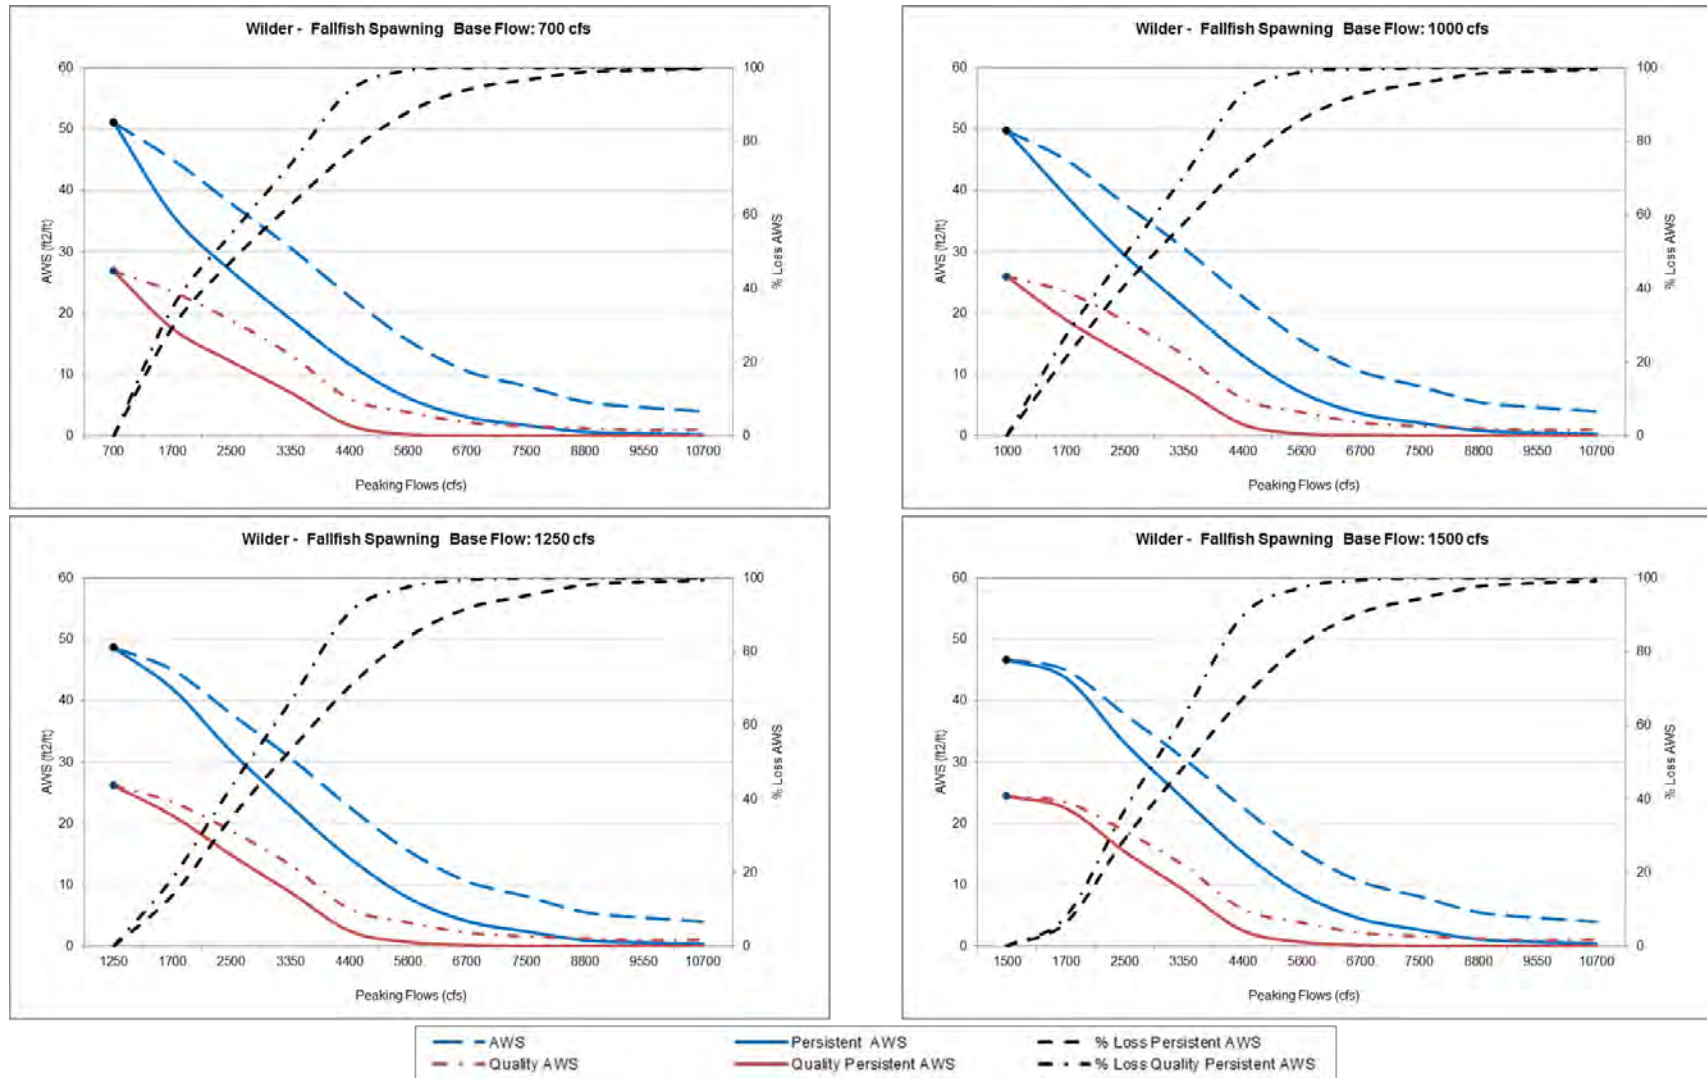 Wilder - Fallfish Spawning Base Flow: 700 cfs
60
50
40
30
20
10
0
AWS (ft2/ft)
100
80
60
40
20
0
% Loss AWS
700 1700 2500 3350 4400 5600 6700 7500 8800 9550 10700
Peaking Flows (cfs)
Wilder - Fallfish Spawning Base Flow: 1000 cfs
60
50
40
30
20
10
0
AWS (ft2/ft)
100
80
60
40
20
0
% Loss AWS
1000 1700 2500 3350 4400 5600 6700 7500 8800 9550 10700
Peaking Flows (cfs)
Wilder - Fallfish Spawning Base Flow: 1250 cfs
60
50
40
30
20
10
0
AWS (ft2/ft)
100
80
60
40
20
0
% Loss AWS
1250 1700 2500 3350 4400 5600 6700 7500 8800 9550 10700
Peaking Flows (cfs)
Wilder - Fallfish Spawning Base Flow: 1500 cfs
60
50
40
30
20
10
0
AWS (ft2/ft)
100
80
60
40
20
0
% Loss AWS
1500 1700 2500 3350 4400 5600 6700 7500 8800 9550 10700
Peaking Flows (cfs)
AWS Persistent AWS % Loss Persistent AWS
Quality AWS Quality Persistent AWS % Loss Quality Persistent AWS